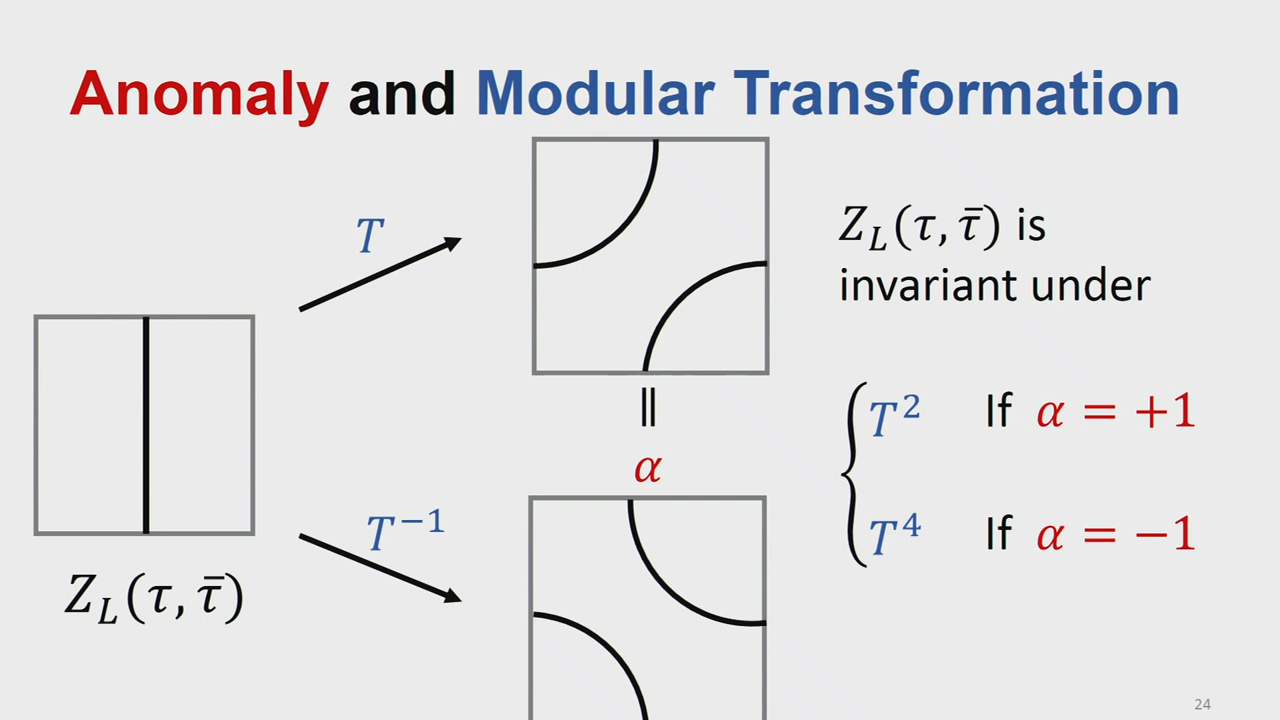 Anomaly and Modular Transformation
T
Z_L(τ, τ̄) is
invariant under
=
α
T² If α = +1
T⁻¹
T⁴ If α = −1
Z_L(τ, τ̄)
24